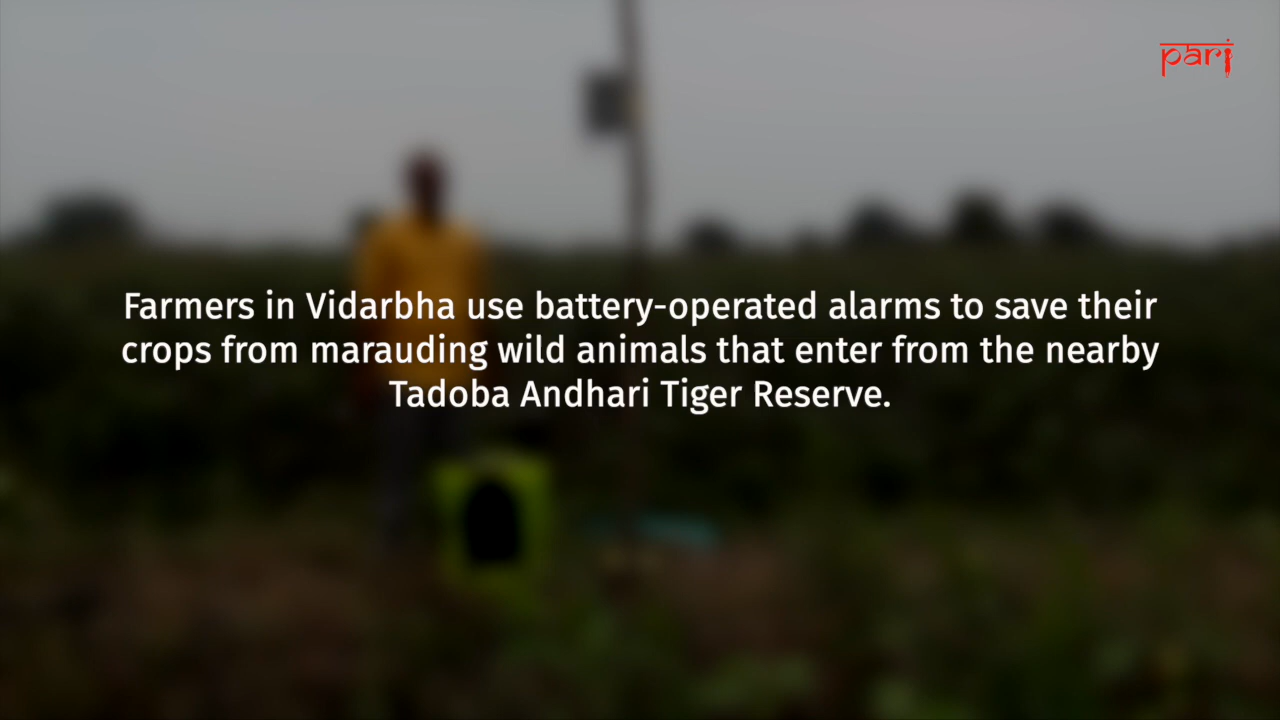 pari
Farmers in Vidarbha use battery-operated alarms to save their
crops from marauding wild animals that enter from the nearby
Tadoba Andhari Tiger Reserve.